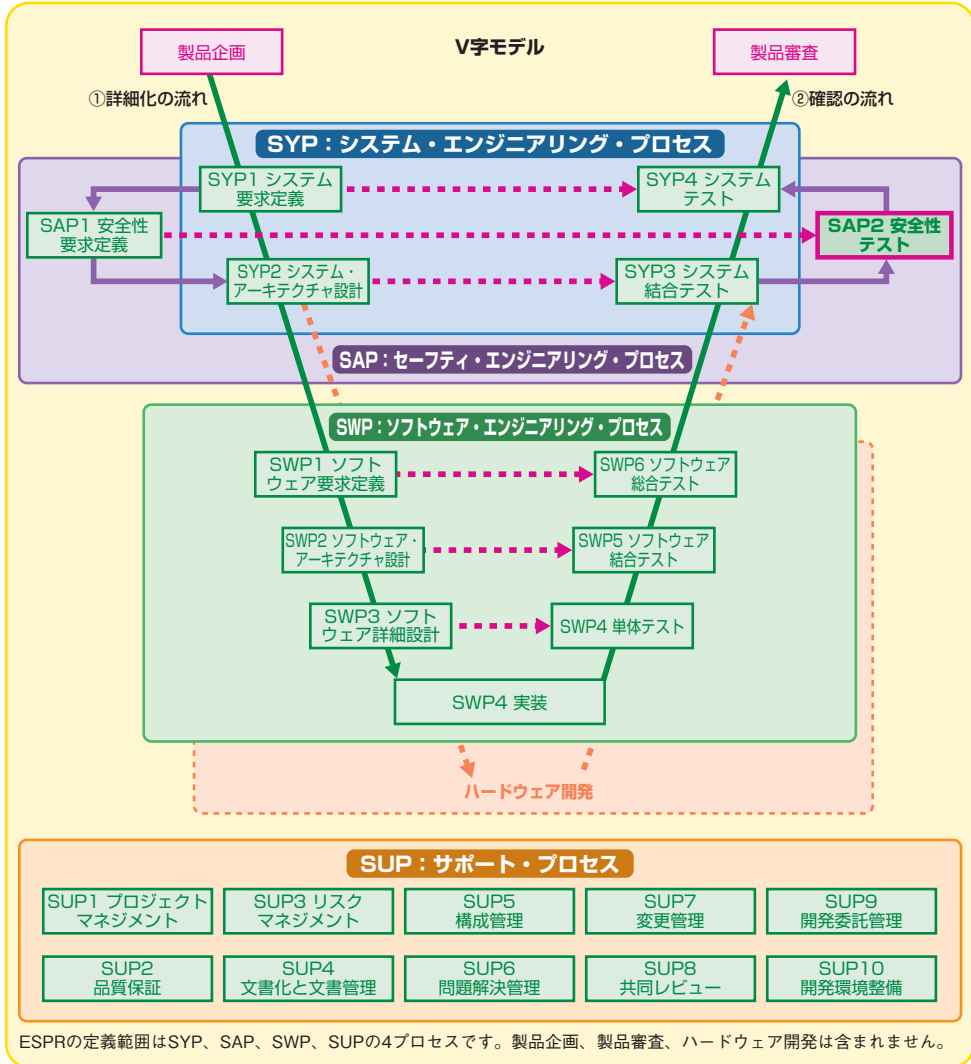 V字モデル
製品企画
製品審査
①詳細化の流れ
②確認の流れ
SYP：システム・エンジニアリング・プロセス
SYP1 システム
要求定義
SYP4 システム
テスト
SAP1 安全性
要求定義
SAP2 安全性
テスト
SYP2 システム・
アーキテクチャ設計
SYP3 システム
結合テスト
SAP：セーフティ・エンジニアリング・プロセス
SWP：ソフトウェア・エンジニアリング・プロセス
SWP1 ソフト
ウェア要求定義
SWP6 ソフトウェア
総合テスト
SWP2 ソフトウェア・
アーキテクチャ設計
SWP5 ソフトウェア
結合テスト
SWP3 ソフト
ウェア詳細設計
SWP4 単体テスト
SWP4 実装
ハードウェア開発
SUP：サポート・プロセス
SUP1 プロジェクト
マネジメント
SUP3 リスク
マネジメント
SUP5
構成管理
SUP7
変更管理
SUP9
開発委託管理
SUP2
品質保証
SUP4
文書化と文書管理
SUP6
問題解決管理
SUP8
共同レビュー
SUP10
開発環境整備
ESPRの定義範囲はSYP、SAP、SWP、SUPの4プロセスです。製品企画、製品審査、ハードウェア開発は含まれません。